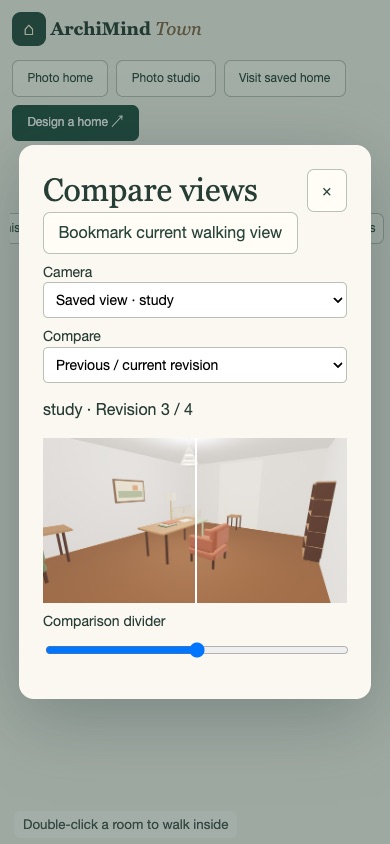 ArchiMind Town
Photo home
Photo studio
Visit saved home
Design a home ↗
Compare views
×
Bookmark current walking view
Camera
Saved view · study
Compare
Previous / current revision
study · Revision 3 / 4
Comparison divider
Double-click a room to walk inside